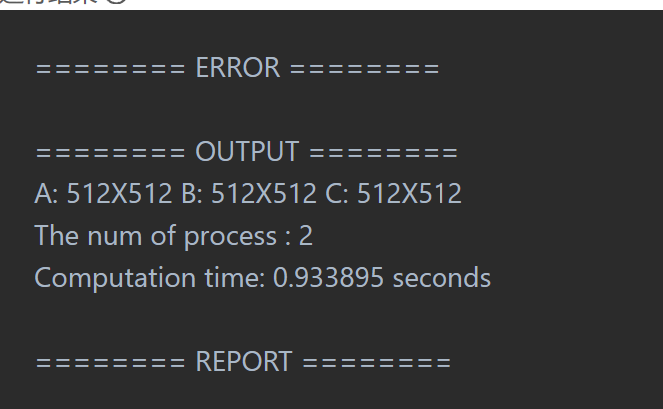 ======== ERROR ========
======== OUTPUT ========
A: 512X512 B: 512X512 C: 512X512
The num of process : 2
Computation time: 0.933895 seconds
======== REPORT ========